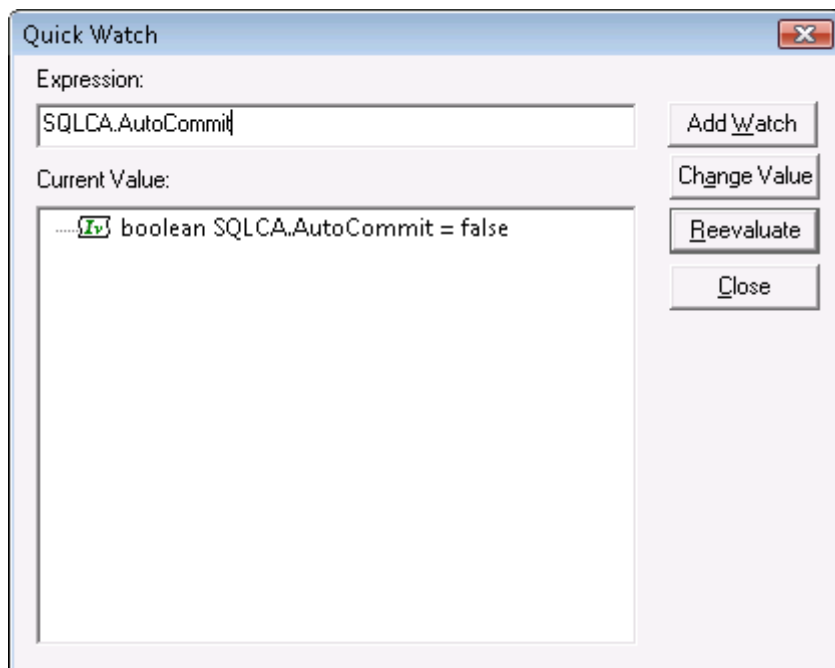 Quick Watch
Expression:
SQLCA.AutoCommit
Add Watch
Current Value:
Change Value
Iv boolean SQLCA.AutoCommit = false
Reevaluate
Close